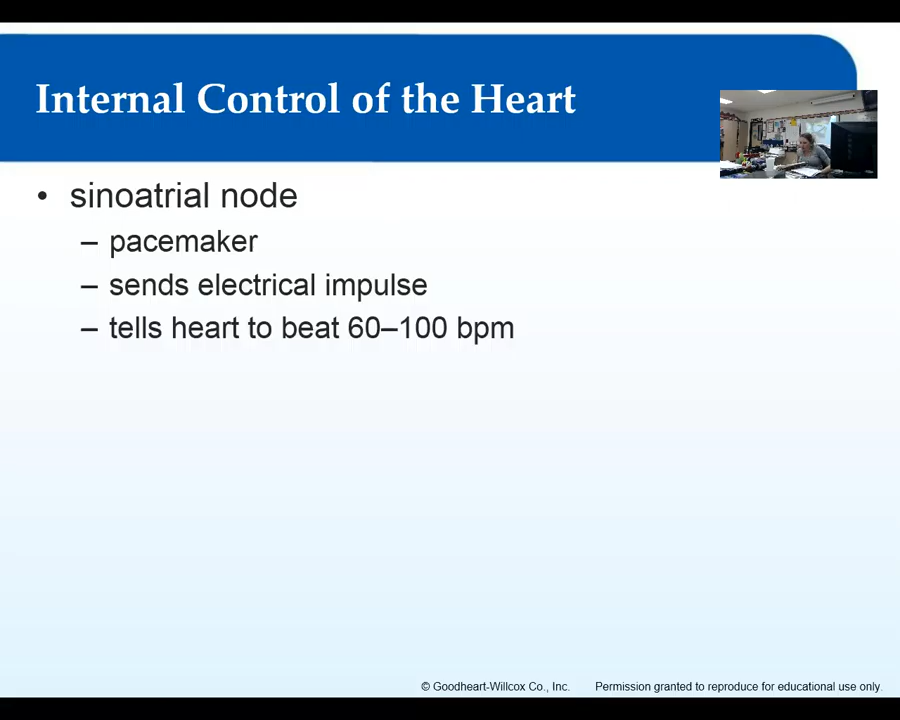 Internal Control of the Heart
• sinoatrial node
– pacemaker
– sends electrical impulse
– tells heart to beat 60–100 bpm
© Goodheart-Willcox Co., Inc. Permission granted to reproduce for educational use only.